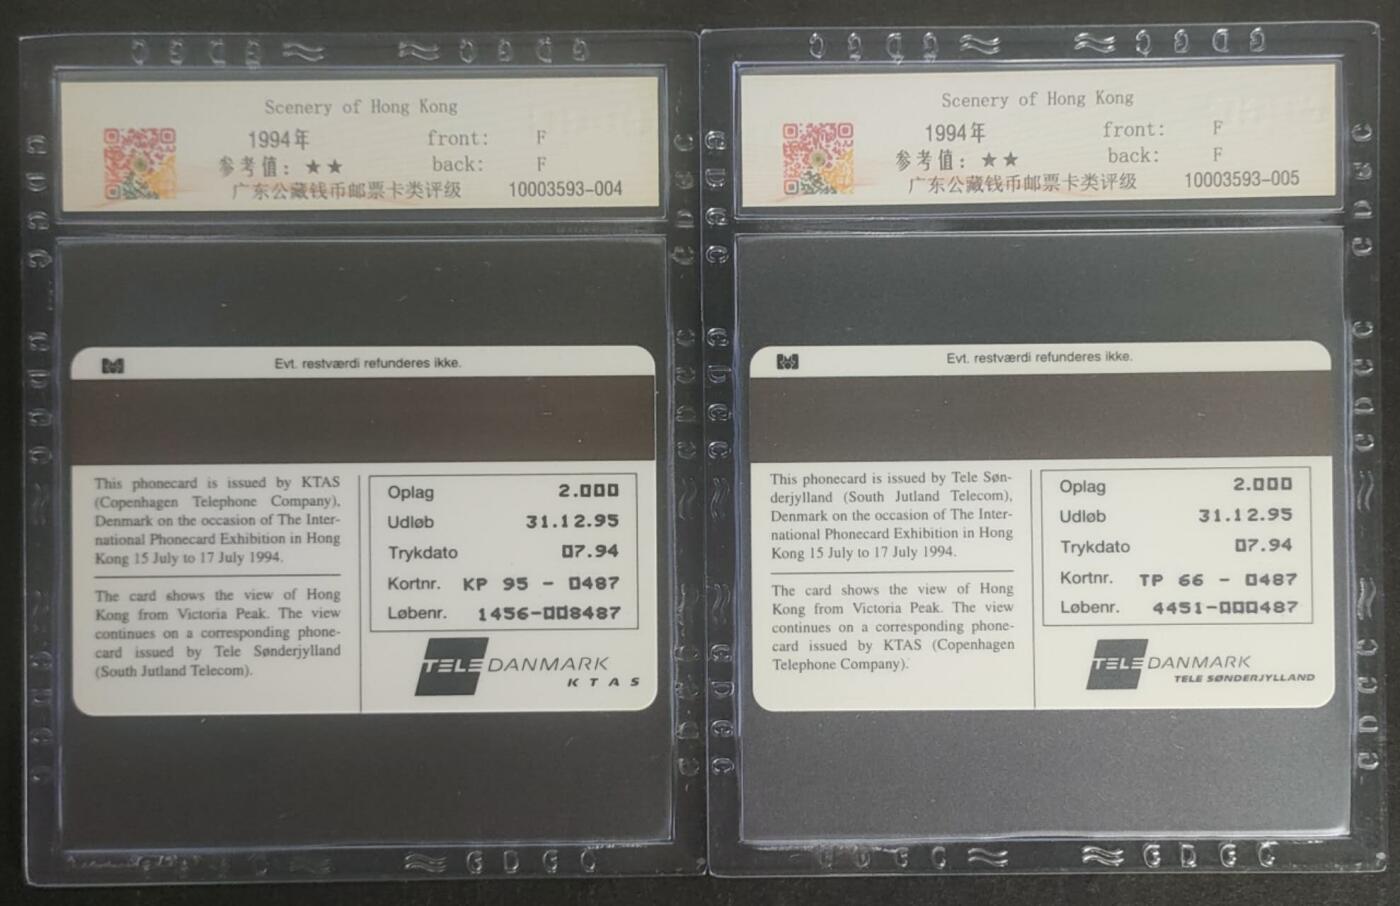 Scenery of Hong Kong
1994年 front: F
参考值：★★ back: F
广东公藏钱币邮票卡类评级 10003593-004
Evt. restværdi refunderes ikke.
This phonecard is issued by KTAS
(Copenhagen Telephone Company),
Denmark on the occasion of The Inter-
national Phonecard Exhibition in Hong
Kong 15 July to 17 July 1994.
The card shows the view of Hong
Kong from Victoria Peak. The view
continues on a corresponding phone-
card issued by Tele Sønderjylland
(South Jutland Telecom).
Oplag 2.000
Udløb 31.12.95
Trykdato 07.94
Kortnr. KP 95 - 0487
Løbenr. 1456-008487
TELE DANMARK
KTAS
Scenery of Hong Kong
1994年 front: F
参考值：★★ back: F
广东公藏钱币邮票卡类评级 10003593-005
Evt. restværdi refunderes ikke.
This phonecard is issued by Tele Søn-
derjylland (South Jutland Telecom),
Denmark on the occasion of The Inter-
national Phonecard Exhibition in Hong
Kong 15 July to 17 July 1994.
The card shows the view of Hong
Kong from Victoria Peak. The view
continues on a corresponding phone-
card issued by KTAS (Copenhagen
Telephone Company).
Oplag 2.000
Udløb 31.12.95
Trykdato 07.94
Kortnr. TP 66 - 0487
Løbenr. 4451-000487
TELE DANMARK
TELE SØNDERJYLLAND